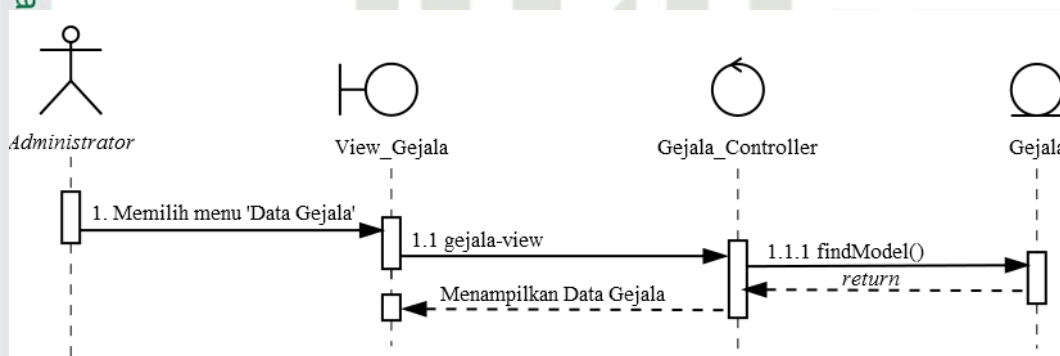 Administrator
View_Gejala
Gejala_Controller
Gejala
1. Memilih menu 'Data Gejala'
1.1 gejala-view
1.1.1 findModel()
return
Menampilkan Data Gejala